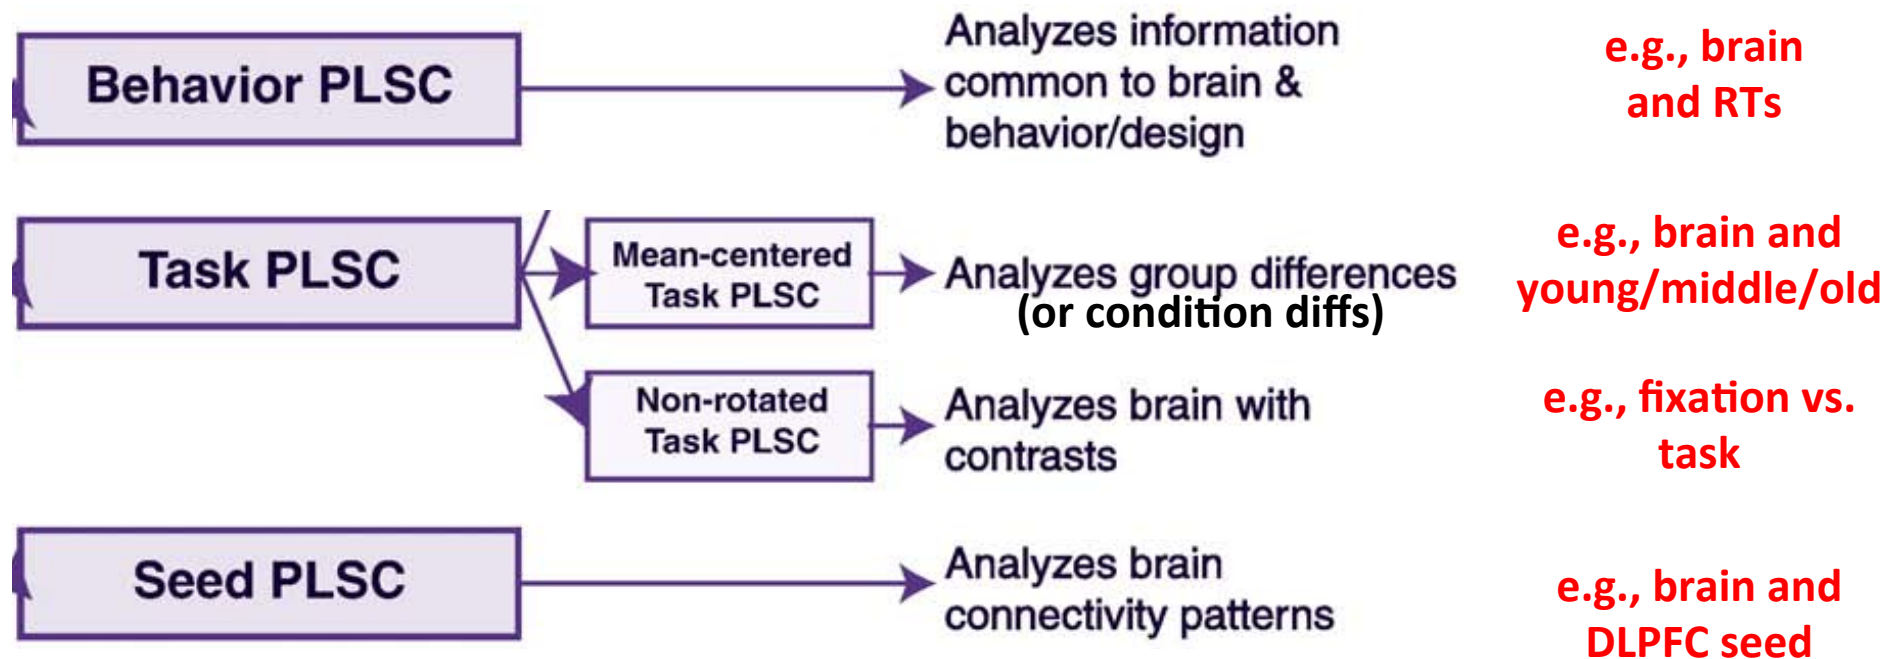 Behavior PLSC
Analyzes information
common to brain &
behavior/design
e.g., brain
and RTs
Task PLSC
Mean-centered
Task PLSC
Analyzes group differences
(or condition diffs)
e.g., brain and
young/middle/old
Non-rotated
Task PLSC
Analyzes brain with
contrasts
e.g., fixation vs.
task
Seed PLSC
Analyzes brain
connectivity patterns
e.g., brain and
DLPFC seed